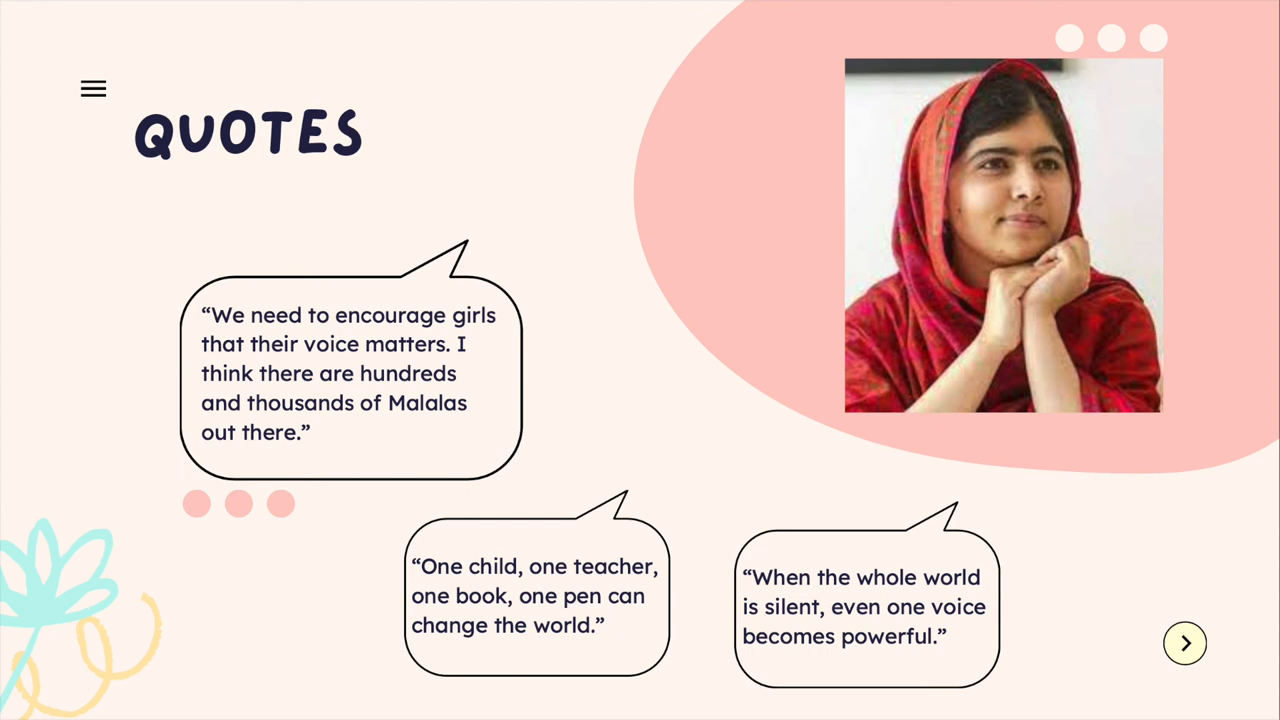 QUOTES
“We need to encourage girls
that their voice matters. I
think there are hundreds
and thousands of Malalas
out there.”
“One child, one teacher,
one book, one pen can
change the world.”
“When the whole world
is silent, even one voice
becomes powerful.”